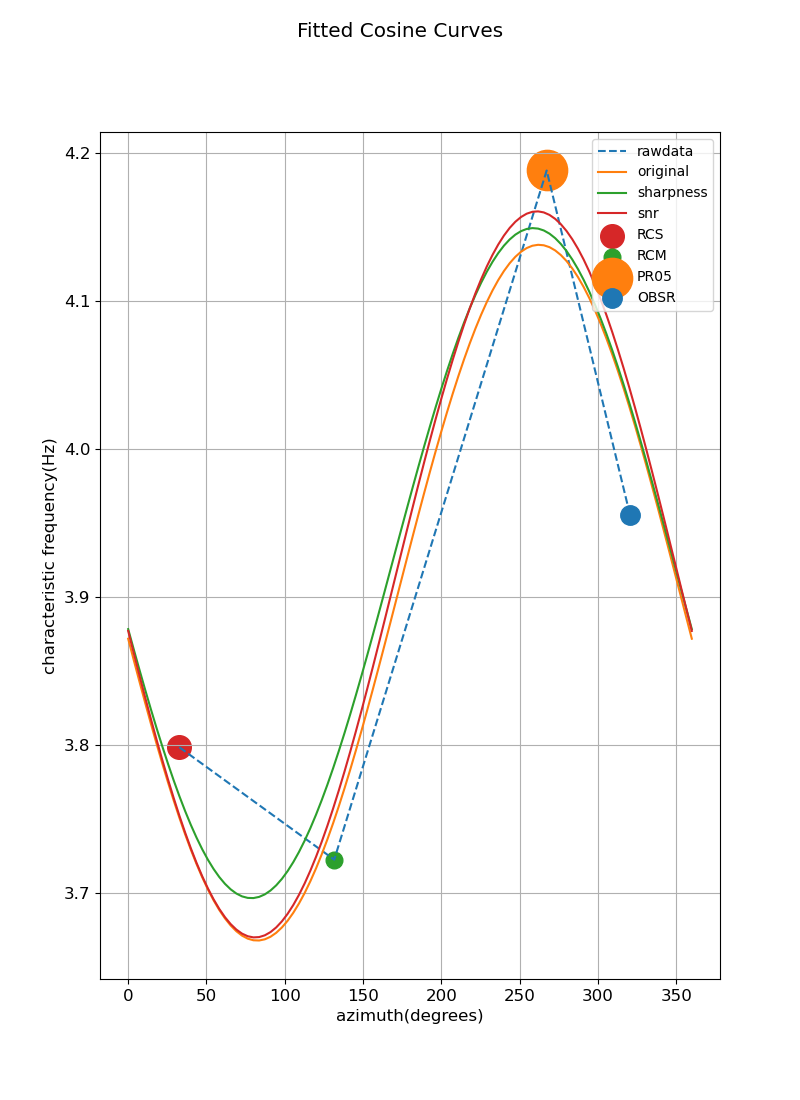 Fitted Cosine Curves
4.2
4.1
4.0
3.9
3.8
3.7
characteristic frequency(Hz)
rawdata
original
sharpness
snr
RCS
RCM
PR05
OBSR
0 50 100 150 200 250 300 350
azimuth(degrees)